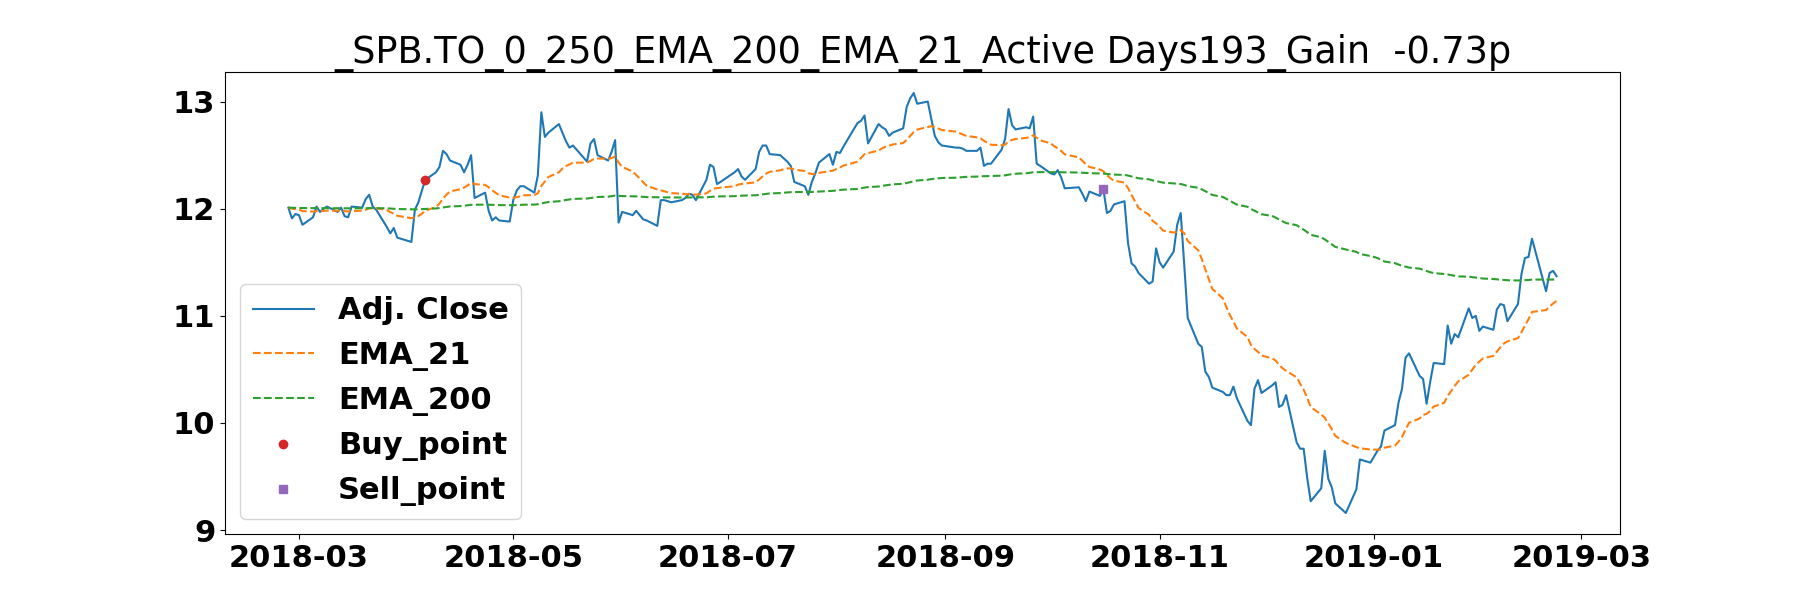 _SPB.TO_0_250_EMA_200_EMA_21_Active Days193_Gain  -0.73p
13
12
11
10
9
Adj. Close
EMA_21
EMA_200
Buy_point
Sell_point
2018-03 2018-05 2018-07 2018-09 2018-11 2019-01 2019-03